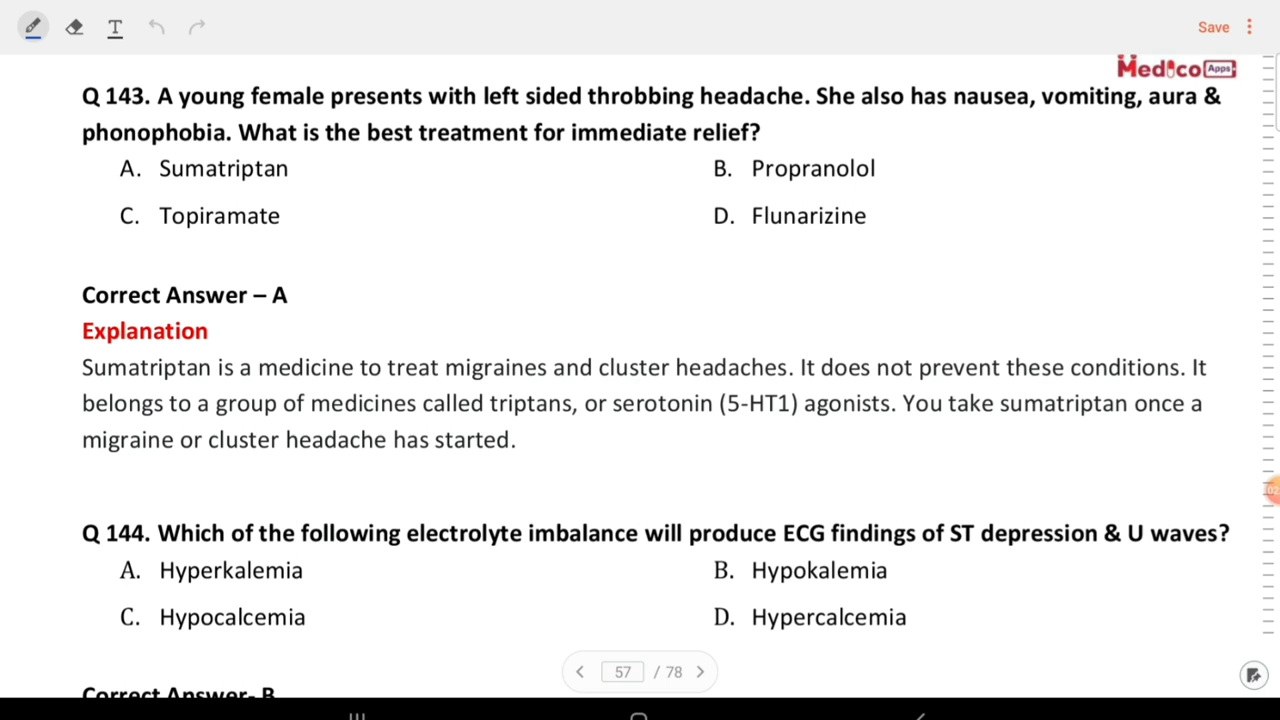 T
Save
Medico Apps
Q 143. A young female presents with left sided throbbing headache. She also has nausea, vomiting, aura &
phonophobia. What is the best treatment for immediate relief?
A. Sumatriptan B. Propranolol
C. Topiramate D. Flunarizine
Correct Answer – A
Explanation
Sumatriptan is a medicine to treat migraines and cluster headaches. It does not prevent these conditions. It
belongs to a group of medicines called triptans, or serotonin (5-HT1) agonists. You take sumatriptan once a
migraine or cluster headache has started.
Q 144. Which of the following electrolyte imbalance will produce ECG findings of ST depression & U waves?
A. Hyperkalemia B. Hypokalemia
C. Hypocalcemia D. Hypercalcemia
57 / 78
Correct Answer- B